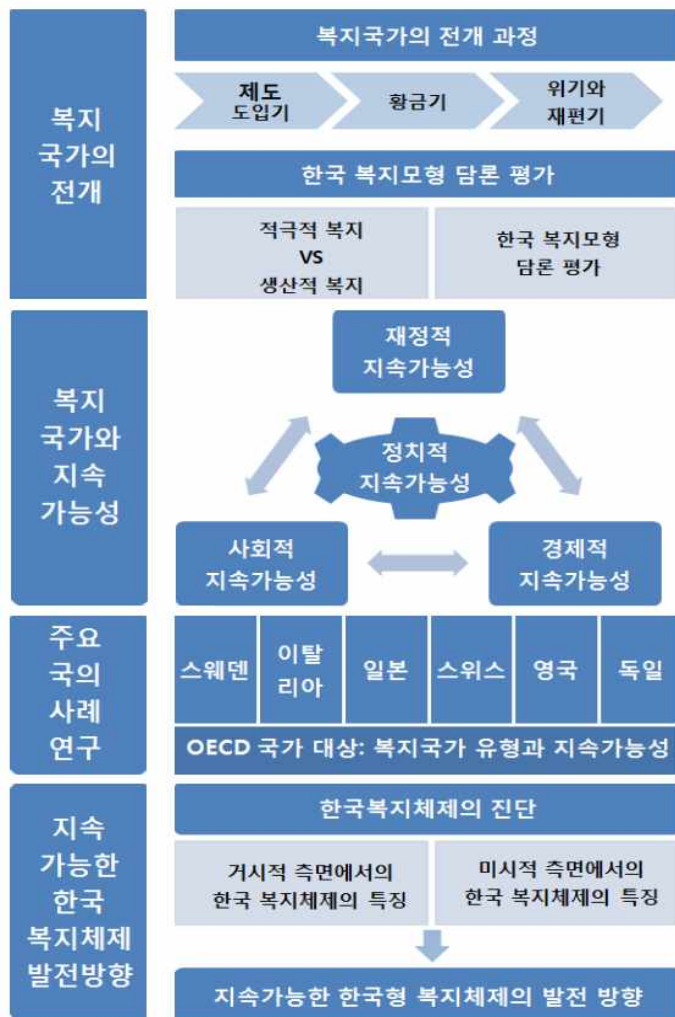 복지
국가의
전개
복지국가의 전개 과정
제도
도입기
황금기
위기와
재편기
한국 복지모형 담론 평가
적극적 복지
VS
생산적 복지
한국 복지모형
담론 평가
복지
국가와
지속
가능성
재정적
지속가능성
정치적
지속가능성
사회적
지속가능성
경제적
지속가능성
주요
국의
사례
연구
스웨덴
이탈
리아
일본
스위스
영국
독일
OECD 국가 대상: 복지국가 유형과 지속가능성
지속
가능한
한국
복지체제
발전방향
한국복지체제의 진단
거시적 측면에서의
한국 복지체제의 특징
미시적 측면에서의
한국 복지체제의 특징
지속가능한 한국형 복지체제의 발전 방향